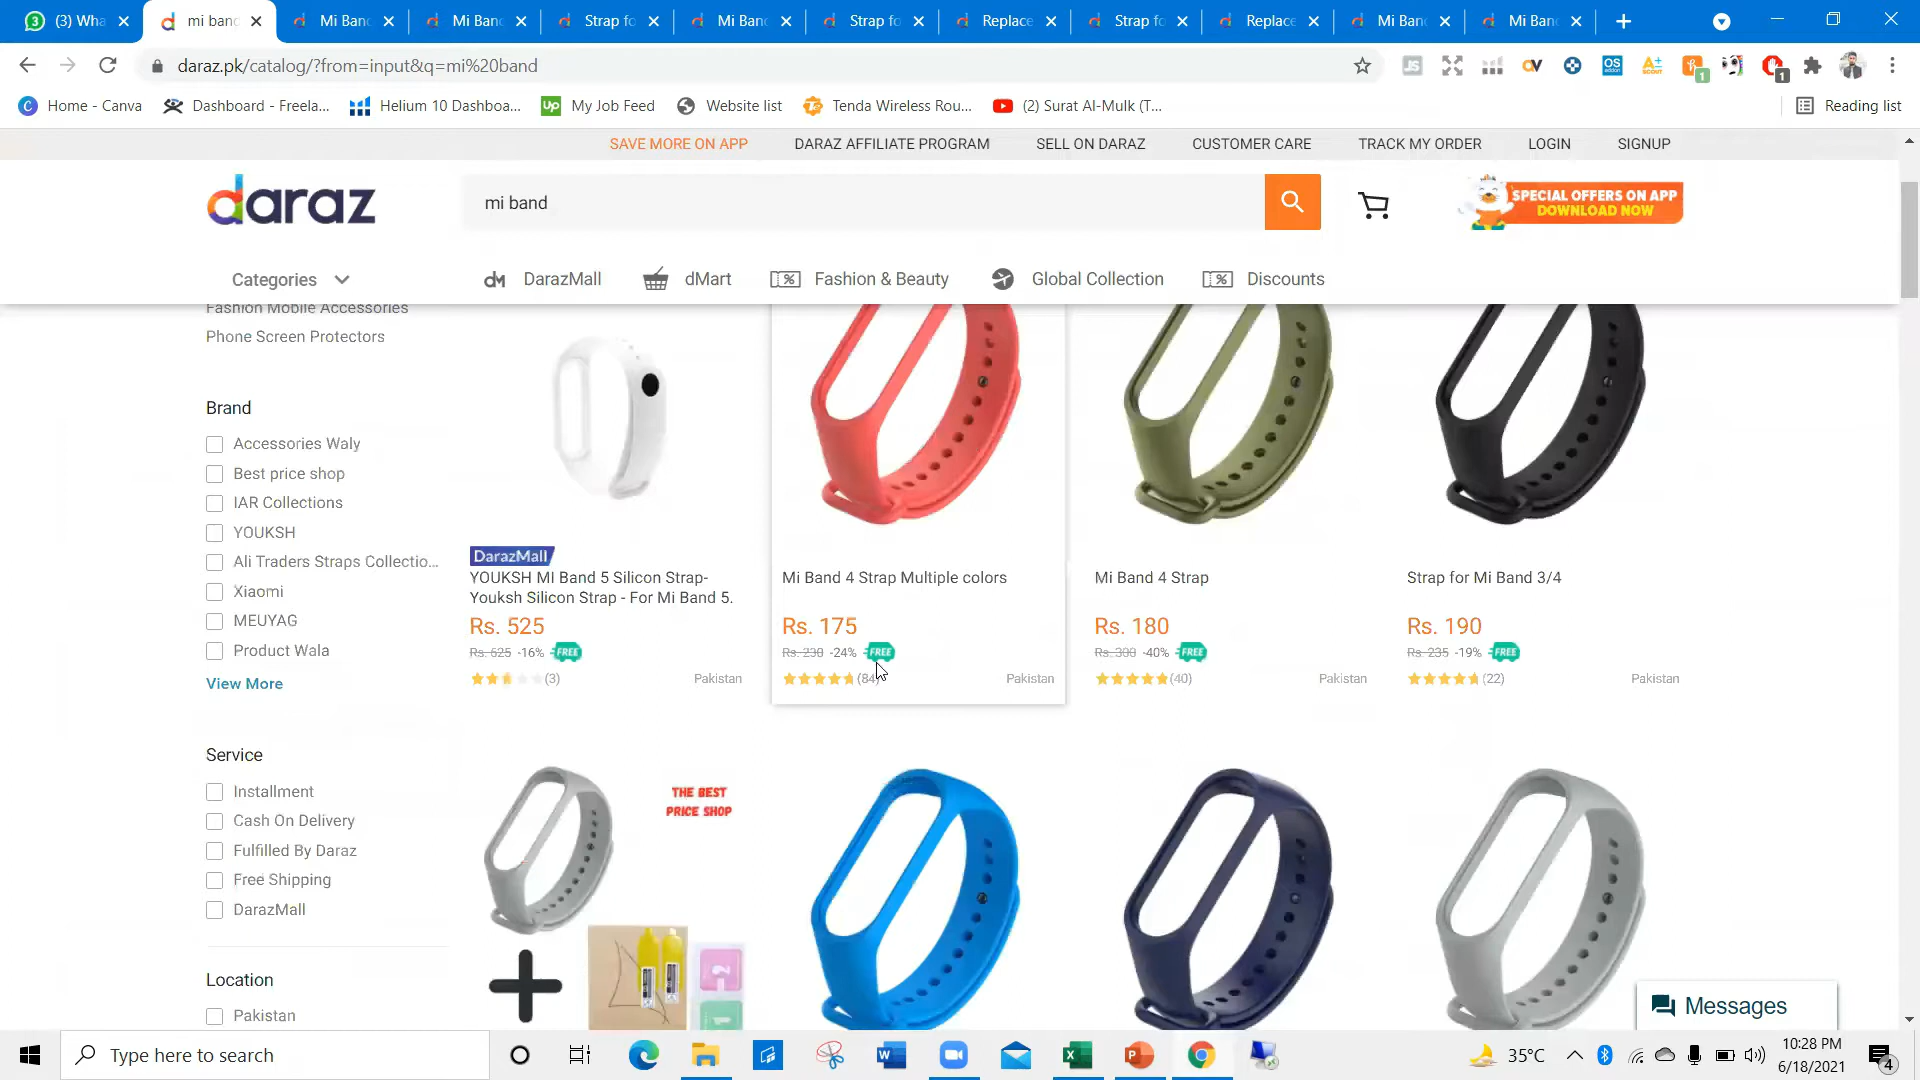 (3) Wha
mi band
Mi Ban
Mi Ban
Strap fo
Mi Ban
Strap fo
Replace
Strap fo
Replace
Mi Ban
Mi Ban
daraz.pk/catalog/?from=input&q=mi%20band
Home - Canva
Dashboard - Freela...
Helium 10 Dashboa...
Up
My Job Feed
Website list
Tenda Wireless Rou...
(2) Surat Al-Mulk (T...
Reading list
SAVE MORE ON APP
DARAZ AFFILIATE PROGRAM
SELL ON DARAZ
CUSTOMER CARE
TRACK MY ORDER
LOGIN
SIGNUP
daraz
mi band
SPECIAL OFFERS ON APP
DOWNLOAD NOW
Categories
DarazMall
dMart
Fashion & Beauty
Global Collection
Discounts
Fashion Mobile Accessories
Phone Screen Protectors
Brand
Accessories Waly
Best price shop
IAR Collections
YOUKSH
Ali Traders Straps Collectio...
Xiaomi
MEUYAG
Product Wala
View More
Service
Installment
Cash On Delivery
Fulfilled By Daraz
Free Shipping
DarazMall
Location
Pakistan
DarazMall
YOUKSH MI Band 5 Silicon Strap-
Youksh Silicon Strap - For Mi Band 5.
Rs. 525
Rs. 625 -16% FREE
(3)
Pakistan
Mi Band 4 Strap Multiple colors
Rs. 175
Rs. 230 -24% FREE
(84)
Pakistan
Mi Band 4 Strap
Rs. 180
Rs. 300 -40% FREE
(40)
Pakistan
Strap for Mi Band 3/4
Rs. 190
Rs. 235 -19% FREE
(22)
Pakistan
THE BEST
PRICE SHOP
Messages
Type here to search
35°C
10:28 PM
6/18/2021
4